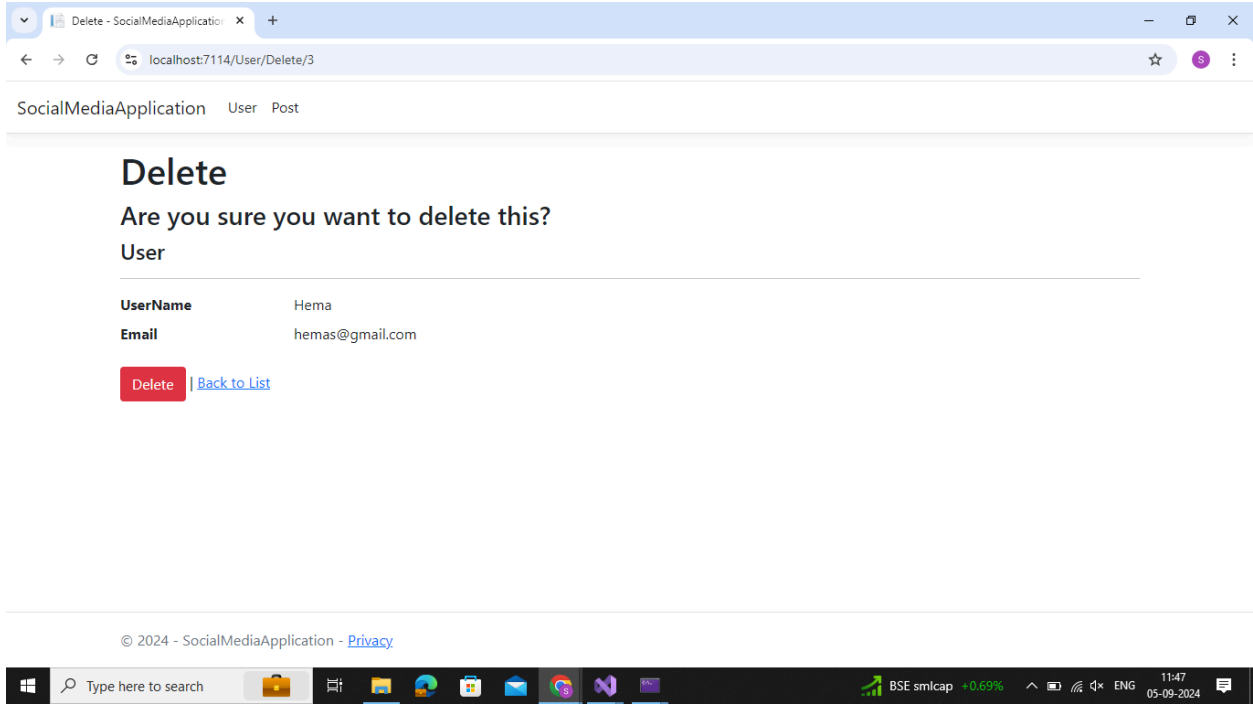 Delete - SocialMediaApplication
localhost:7114/User/Delete/3
S
SocialMediaApplication User Post
Delete
Are you sure you want to delete this?
User
UserName Hema
Email hemas@gmail.com
Delete | Back to List
© 2024 - SocialMediaApplication - Privacy
Type here to search
BSE smlcap +0.69%
ENG
11:47
05-09-2024